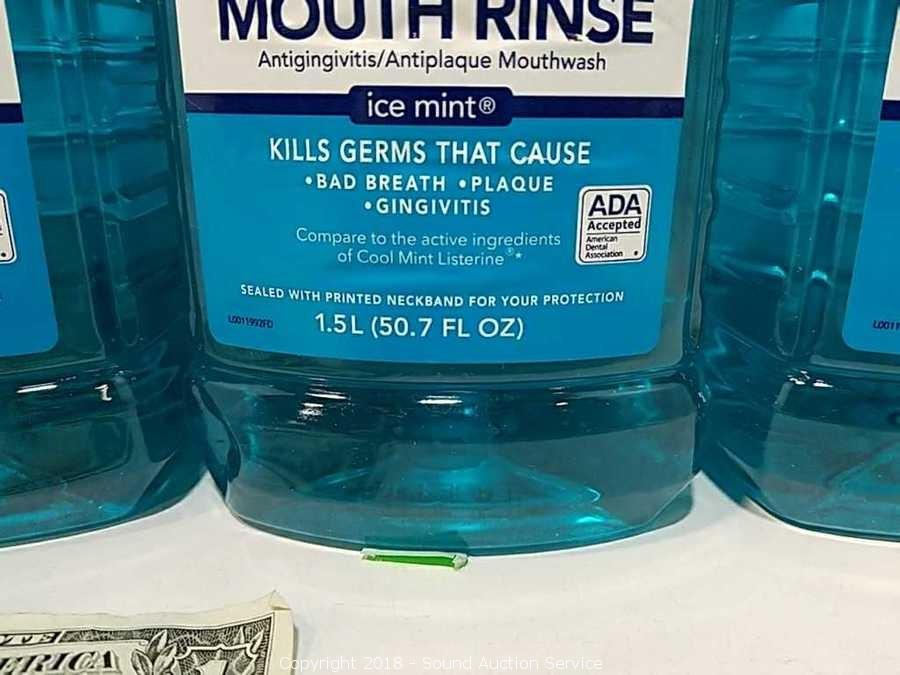 MOUTH RINSE
Antigingivitis/Antiplaque Mouthwash
ice mint®
KILLS GERMS THAT CAUSE
•BAD BREATH •PLAQUE
•GINGIVITIS
ADA
Accepted
American
Dental
Association
Compare to the active ingredients
of Cool Mint Listerine®*
SEALED WITH PRINTED NECKBAND FOR YOUR PROTECTION
L0011992FD
1.5L (50.7 FL OZ)
L0011
Copyright 2018 - Sound Auction Service